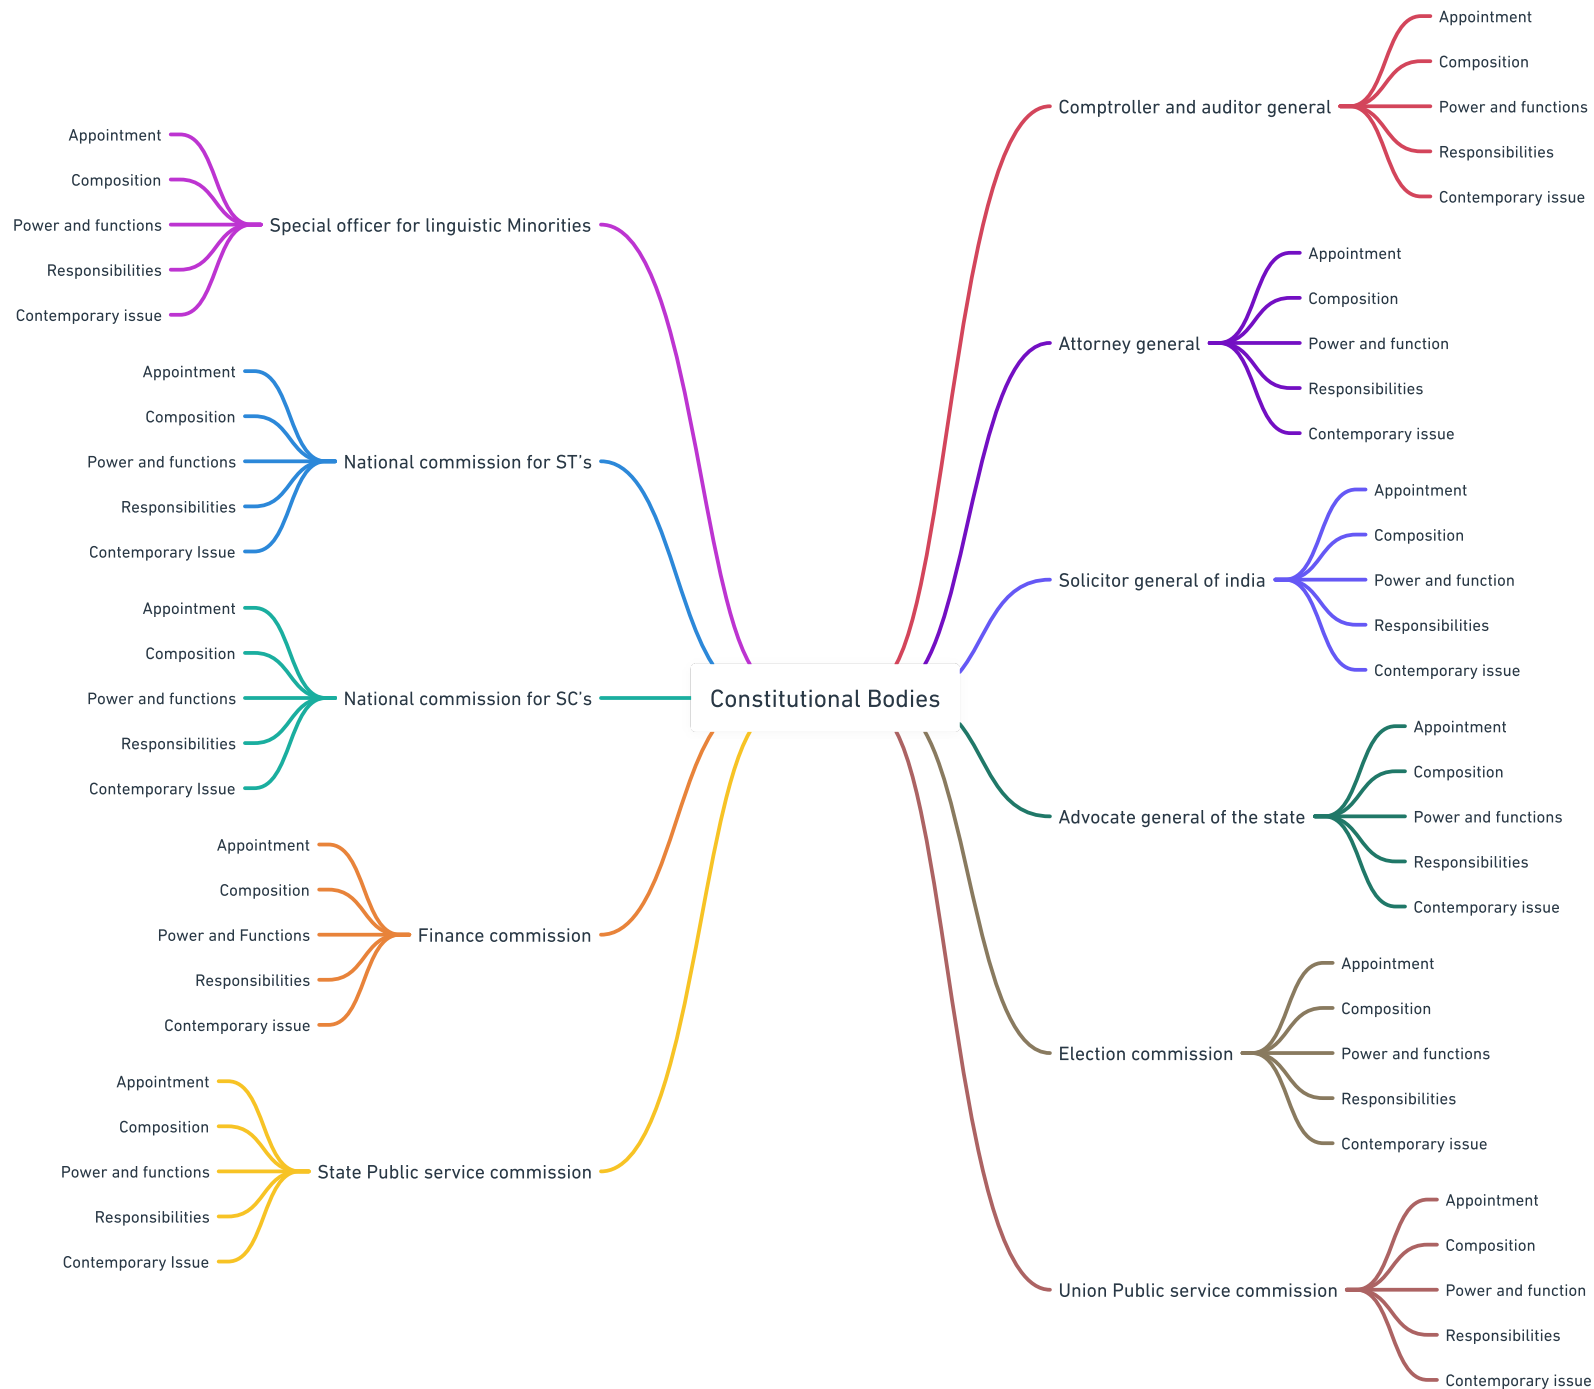 Constitutional Bodies
Comptroller and auditor general
Appointment
Composition
Power and functions
Responsibilities
Contemporary issue
Attorney general
Appointment
Composition
Power and function
Responsibilities
Contemporary issue
Solicitor general of india
Appointment
Composition
Power and function
Responsibilities
Contemporary issue
Advocate general of the state
Appointment
Composition
Power and functions
Responsibilities
Contemporary issue
Election commission
Appointment
Composition
Power and functions
Responsibilities
Contemporary issue
Union Public service commission
Appointment
Composition
Power and function
Responsibilities
Contemporary issue
Special officer for linguistic Minorities
Appointment
Composition
Power and functions
Responsibilities
Contemporary issue
National commission for ST's
Appointment
Composition
Power and functions
Responsibilities
Contemporary Issue
National commission for SC's
Appointment
Composition
Power and functions
Responsibilities
Contemporary Issue
Finance commission
Appointment
Composition
Power and Functions
Responsibilities
Contemporary issue
State Public service commission
Appointment
Composition
Power and functions
Responsibilities
Contemporary Issue